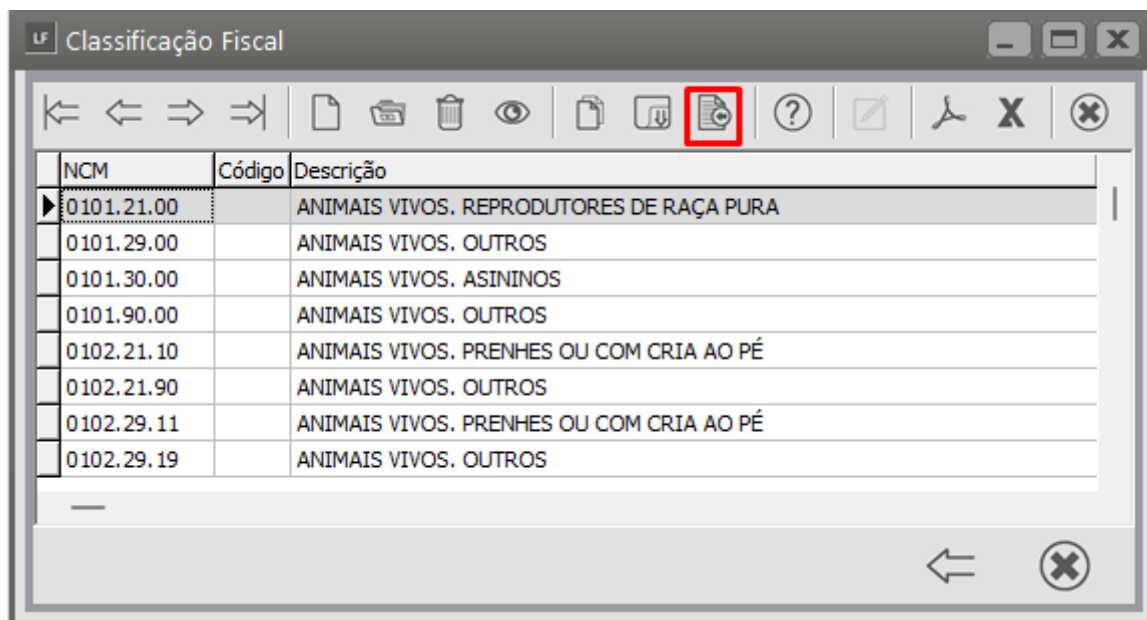 LF Classificação Fiscal
NCM Código Descrição
0101.21.00 ANIMAIS VIVOS. REPRODUTORES DE RAÇA PURA
0101.29.00 ANIMAIS VIVOS. OUTROS
0101.30.00 ANIMAIS VIVOS. ASININOS
0101.90.00 ANIMAIS VIVOS. OUTROS
0102.21.10 ANIMAIS VIVOS. PRENHES OU COM CRIA AO PÉ
0102.21.90 ANIMAIS VIVOS. OUTROS
0102.29.11 ANIMAIS VIVOS. PRENHES OU COM CRIA AO PÉ
0102.29.19 ANIMAIS VIVOS. OUTROS